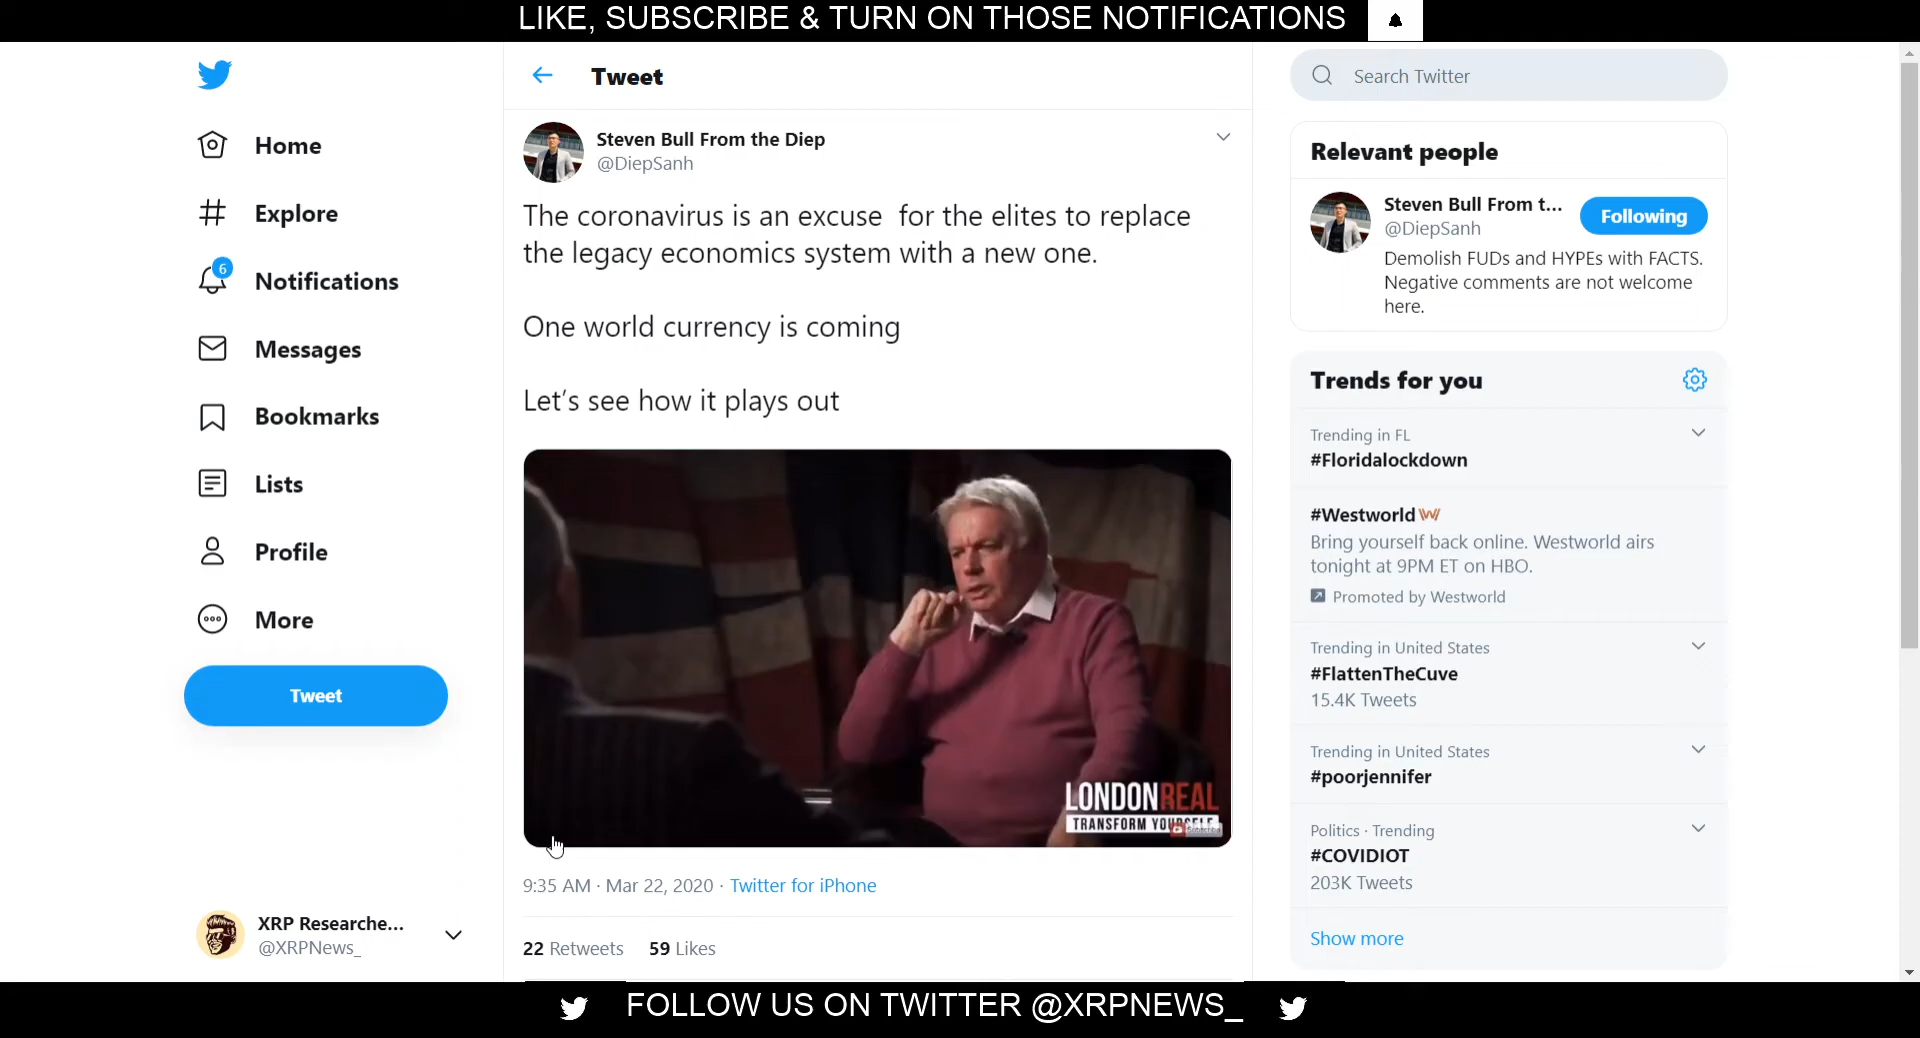 LIKE, SUBSCRIBE & TURN ON THOSE NOTIFICATIONS
Home
Explore
6
Notifications
Messages
Bookmarks
Lists
Profile
More
Tweet
XRP Researche...
@XRPNews_
Tweet
Steven Bull From the Diep
@DiepSanh
The coronavirus is an excuse  for the elites to replace
the legacy economics system with a new one.
One world currency is coming
Let’s see how it plays out
LONDONREAL
TRANSFORM YOURSELF
Subscribe
9:35 AM · Mar 22, 2020 · Twitter for iPhone
22 Retweets 59 Likes
Search Twitter
Relevant people
Steven Bull From t...
@DiepSanh
Following
Demolish FUDs and HYPEs with FACTS.
Negative comments are not welcome
here.
Trends for you
Trending in FL
#Floridalockdown
#Westworld
Bring yourself back online. Westworld airs
tonight at 9PM ET on HBO.
Promoted by Westworld
Trending in United States
#FlattenTheCuve
15.4K Tweets
Trending in United States
#poorjennifer
Politics · Trending
#COVIDIOT
203K Tweets
Show more
FOLLOW US ON TWITTER @XRPNEWS_